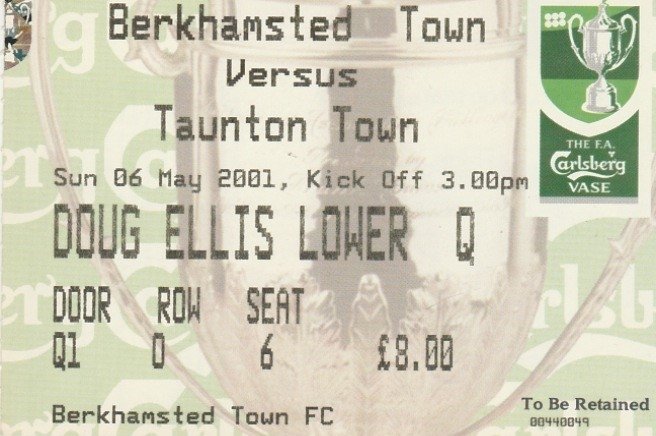 Berkhamsted Town
Versus
Taunton Town
Sun 06 May 2001, Kick Off 3.00pm
DOUG ELLIS LOWER Q
DOOR ROW SEAT
Q1 O 6 £8.00
Berkhamsted Town FC
THE F.A.
Carlsberg
VASE
To Be Retained
00440049